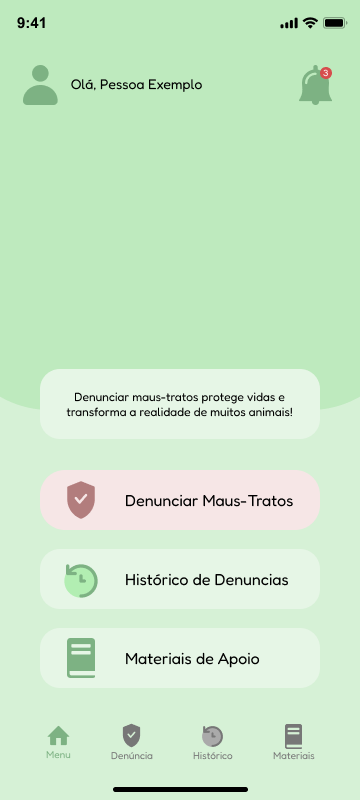 9:41
Olá, Pessoa Exemplo
3
Denunciar maus-tratos protege vidas e
transforma a realidade de muitos animais!
Denunciar Maus-Tratos
Histórico de Denuncias
Materiais de Apoio
Menu
Denúncia
Histórico
Materiais